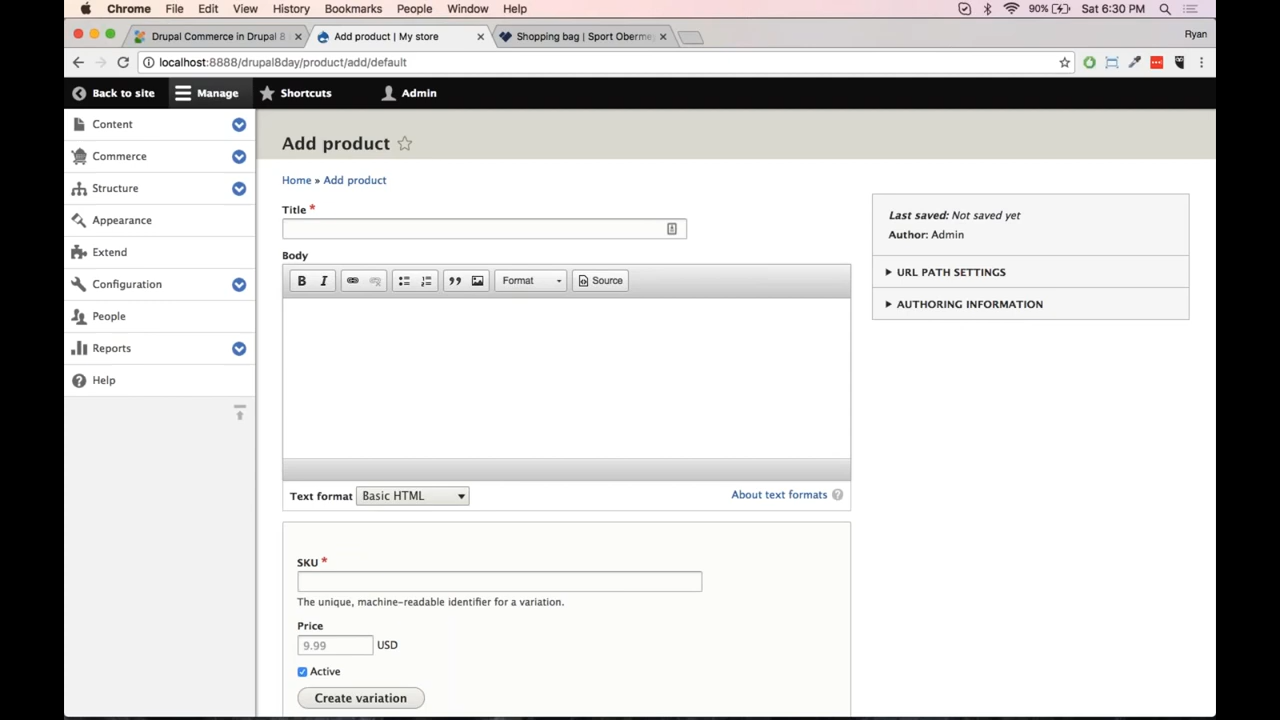 Chrome File Edit View History Bookmarks People Window Help 90% Sat 6:30 PM
Drupal Commerce in Drupal 8 Add product | My store Shopping bag | Sport Oberme Ryan
localhost:8888/drupal8day/product/add/default
Back to site Manage Shortcuts Admin
Content
Commerce
Structure
Appearance
Extend
Configuration
People
Reports
Help
Add product
Home » Add product
Title *
Body
B I Format Source
Text format Basic HTML About text formats
SKU *
The unique, machine-readable identifier for a variation.
Price
9.99 USD
Active
Create variation
Last saved: Not saved yet
Author: Admin
URL PATH SETTINGS
AUTHORING INFORMATION